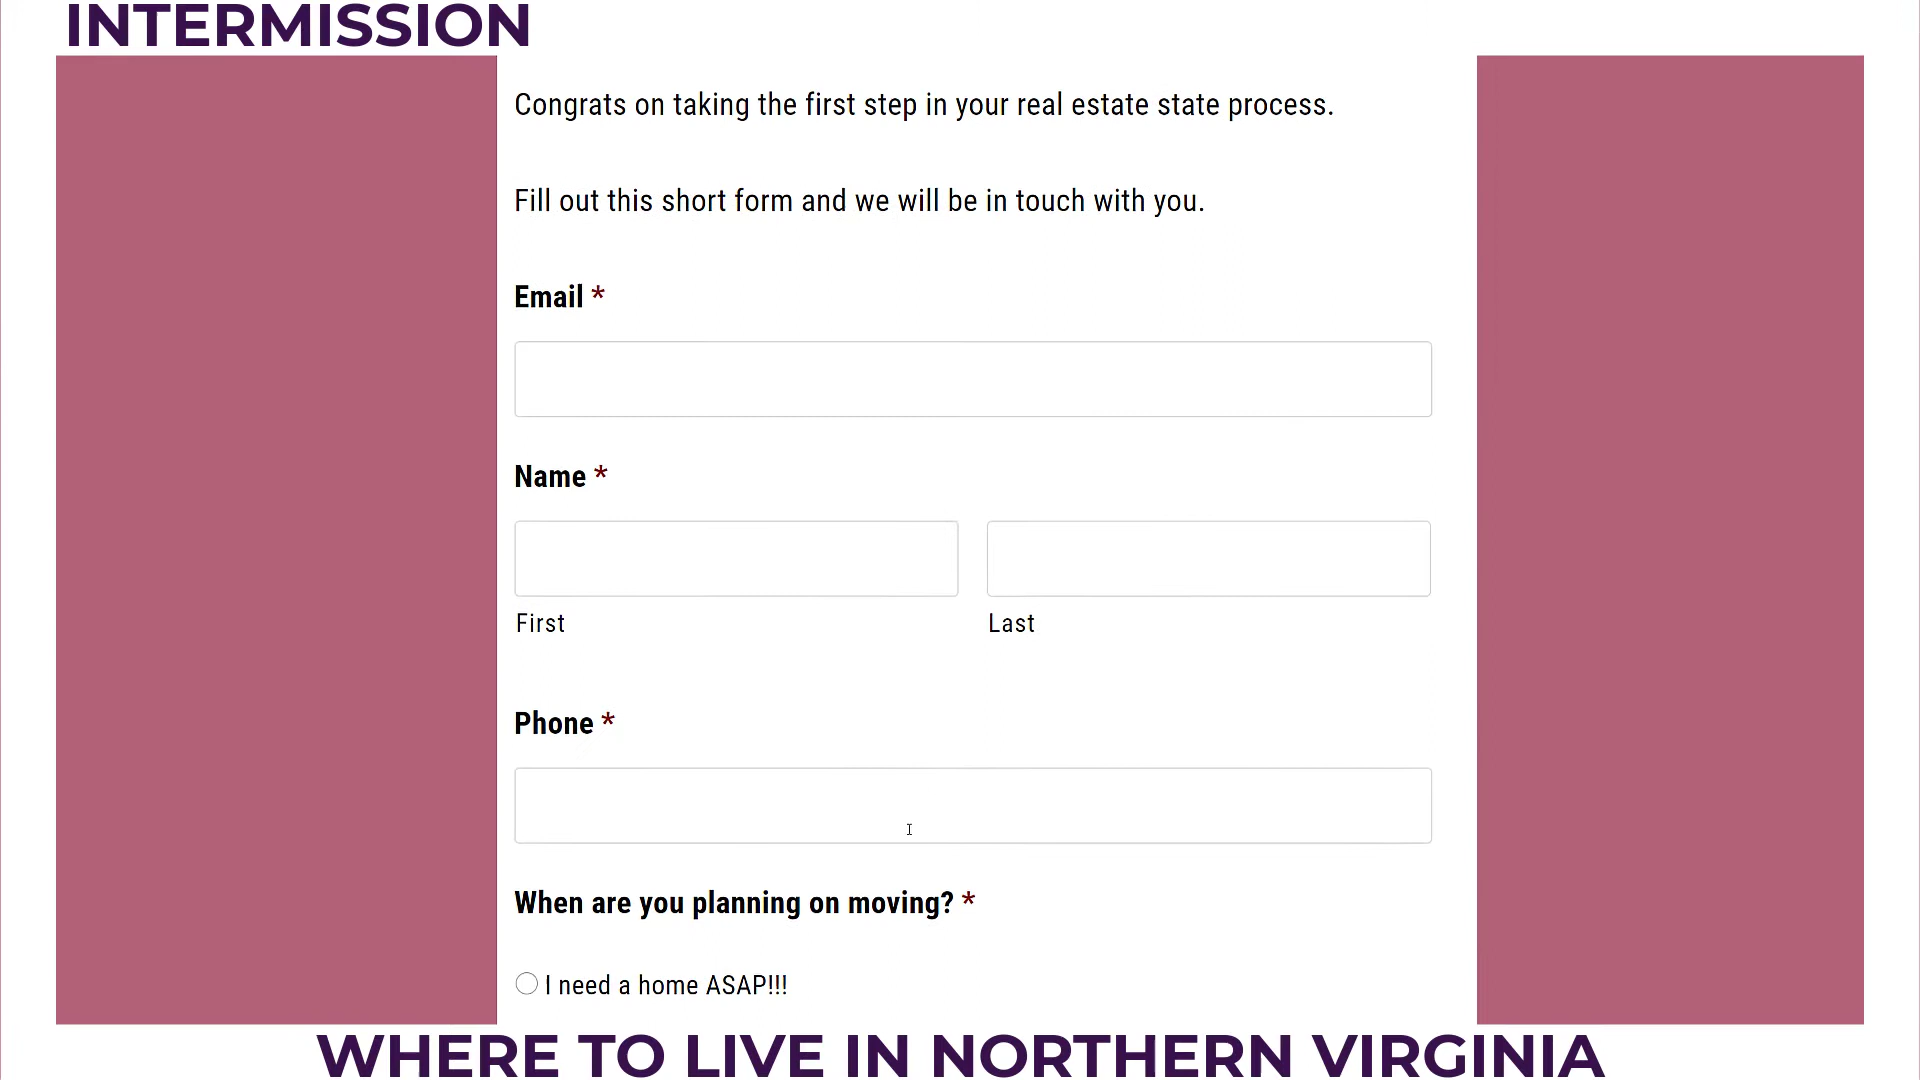 INTERMISSION
Congrats on taking the first step in your real estate state process.
Fill out this short form and we will be in touch with you.
Email *
Name *
First
Last
Phone *
When are you planning on moving? *
I need a home ASAP!!!
WHERE TO LIVE IN NORTHERN VIRGINIA